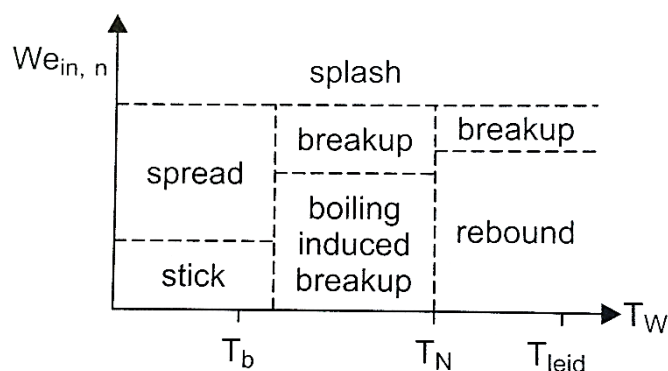 We_in, n
splash
breakup
breakup
spread
boiling
induced
breakup
rebound
stick
T_W
T_b
T_N
T_leid